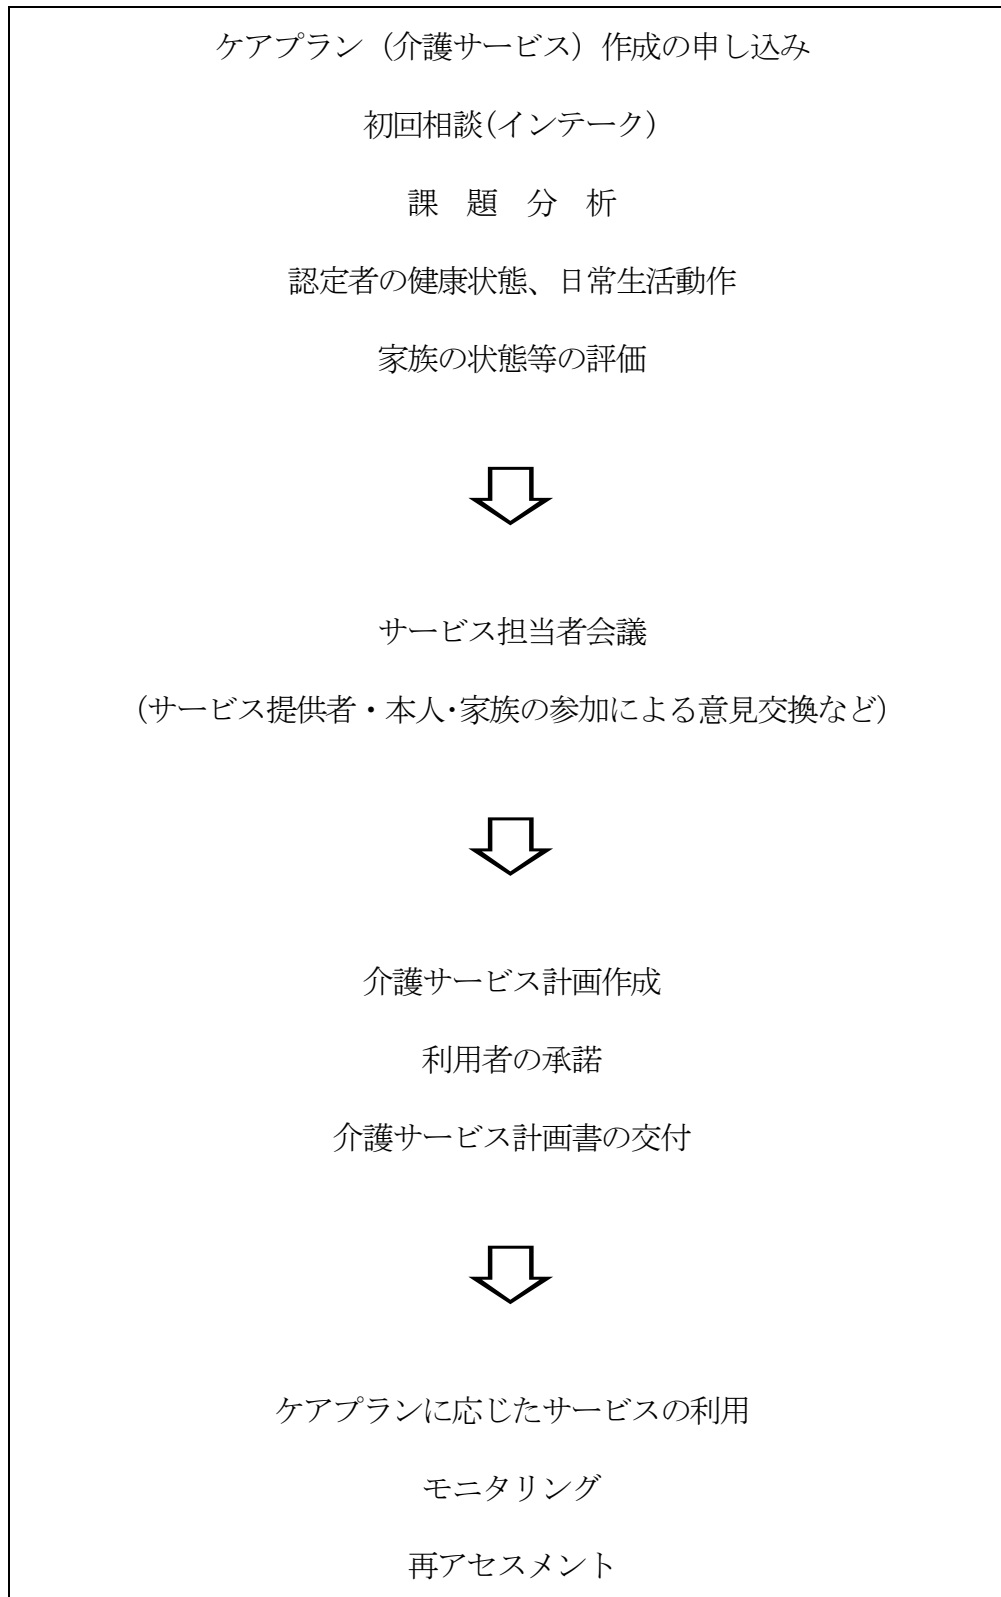 ケアプラン（介護サービス）作成の申し込み
初回相談(インテーク)
課　題　分　析
認定者の健康状態、日常生活動作
家族の状態等の評価
サービス担当者会議
（サービス提供者・本人・家族の参加による意見交換など）
介護サービス計画作成
利用者の承諾
介護サービス計画書の交付
ケアプランに応じたサービスの利用
モニタリング
再アセスメント